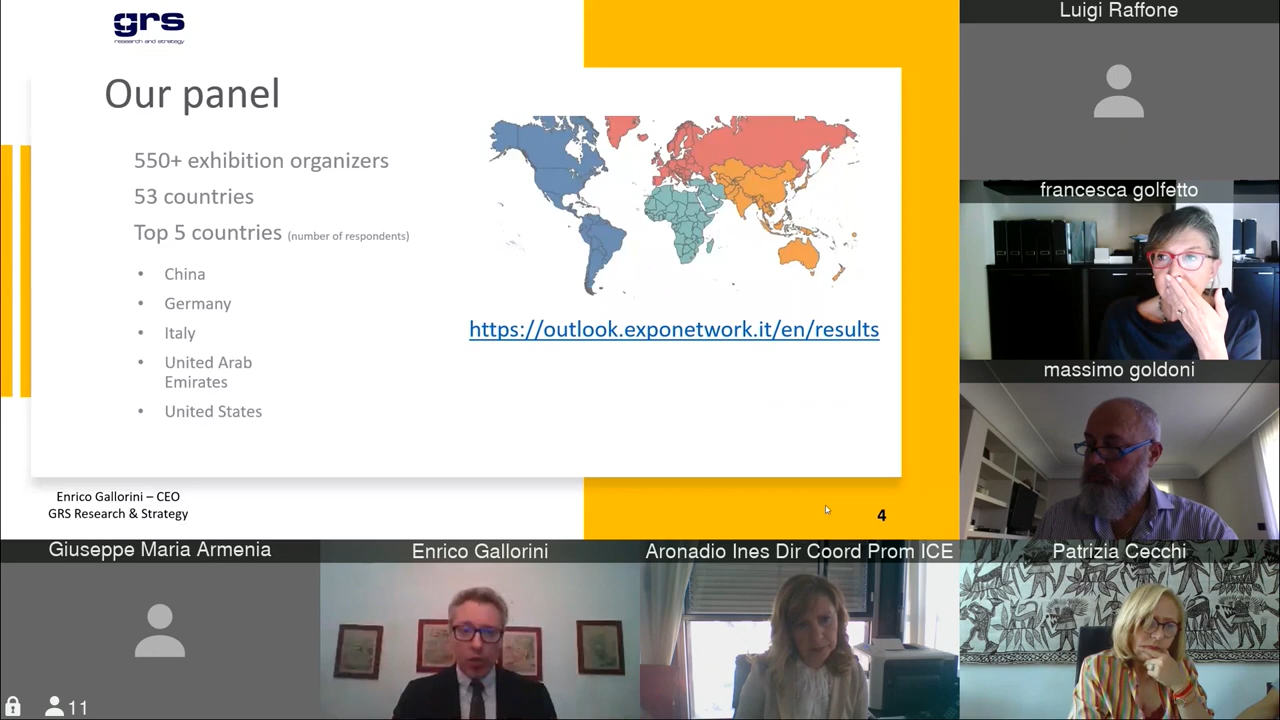 grs
research and strategy
Our panel
550+ exhibition organizers
53 countries
Top 5 countries (number of respondents)
• China
• Germany
• Italy
• United Arab
Emirates
• United States
https://outlook.exponetwork.it/en/results
Enrico Gallorini – CEO
GRS Research & Strategy
4
Luigi Raffone
francesca golfetto
massimo goldoni
Giuseppe Maria Armenia
Enrico Gallorini
Aronadio Ines Dir Coord Prom ICE
Patrizia Cecchi
11